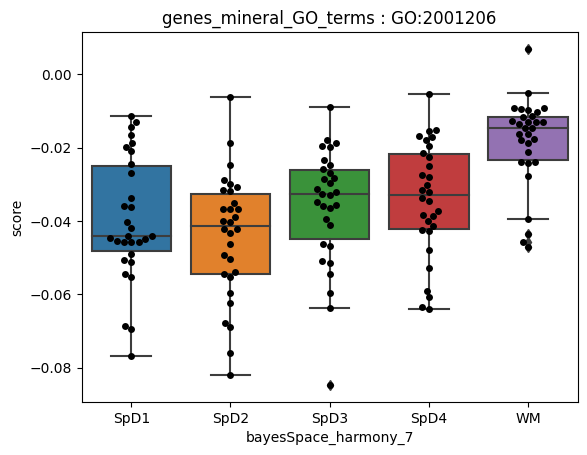 genes_mineral_GO_terms : GO:2001206
0.00
−0.02
−0.04
−0.06
−0.08
score
SpD1 SpD2 SpD3 SpD4 WM
bayesSpace_harmony_7